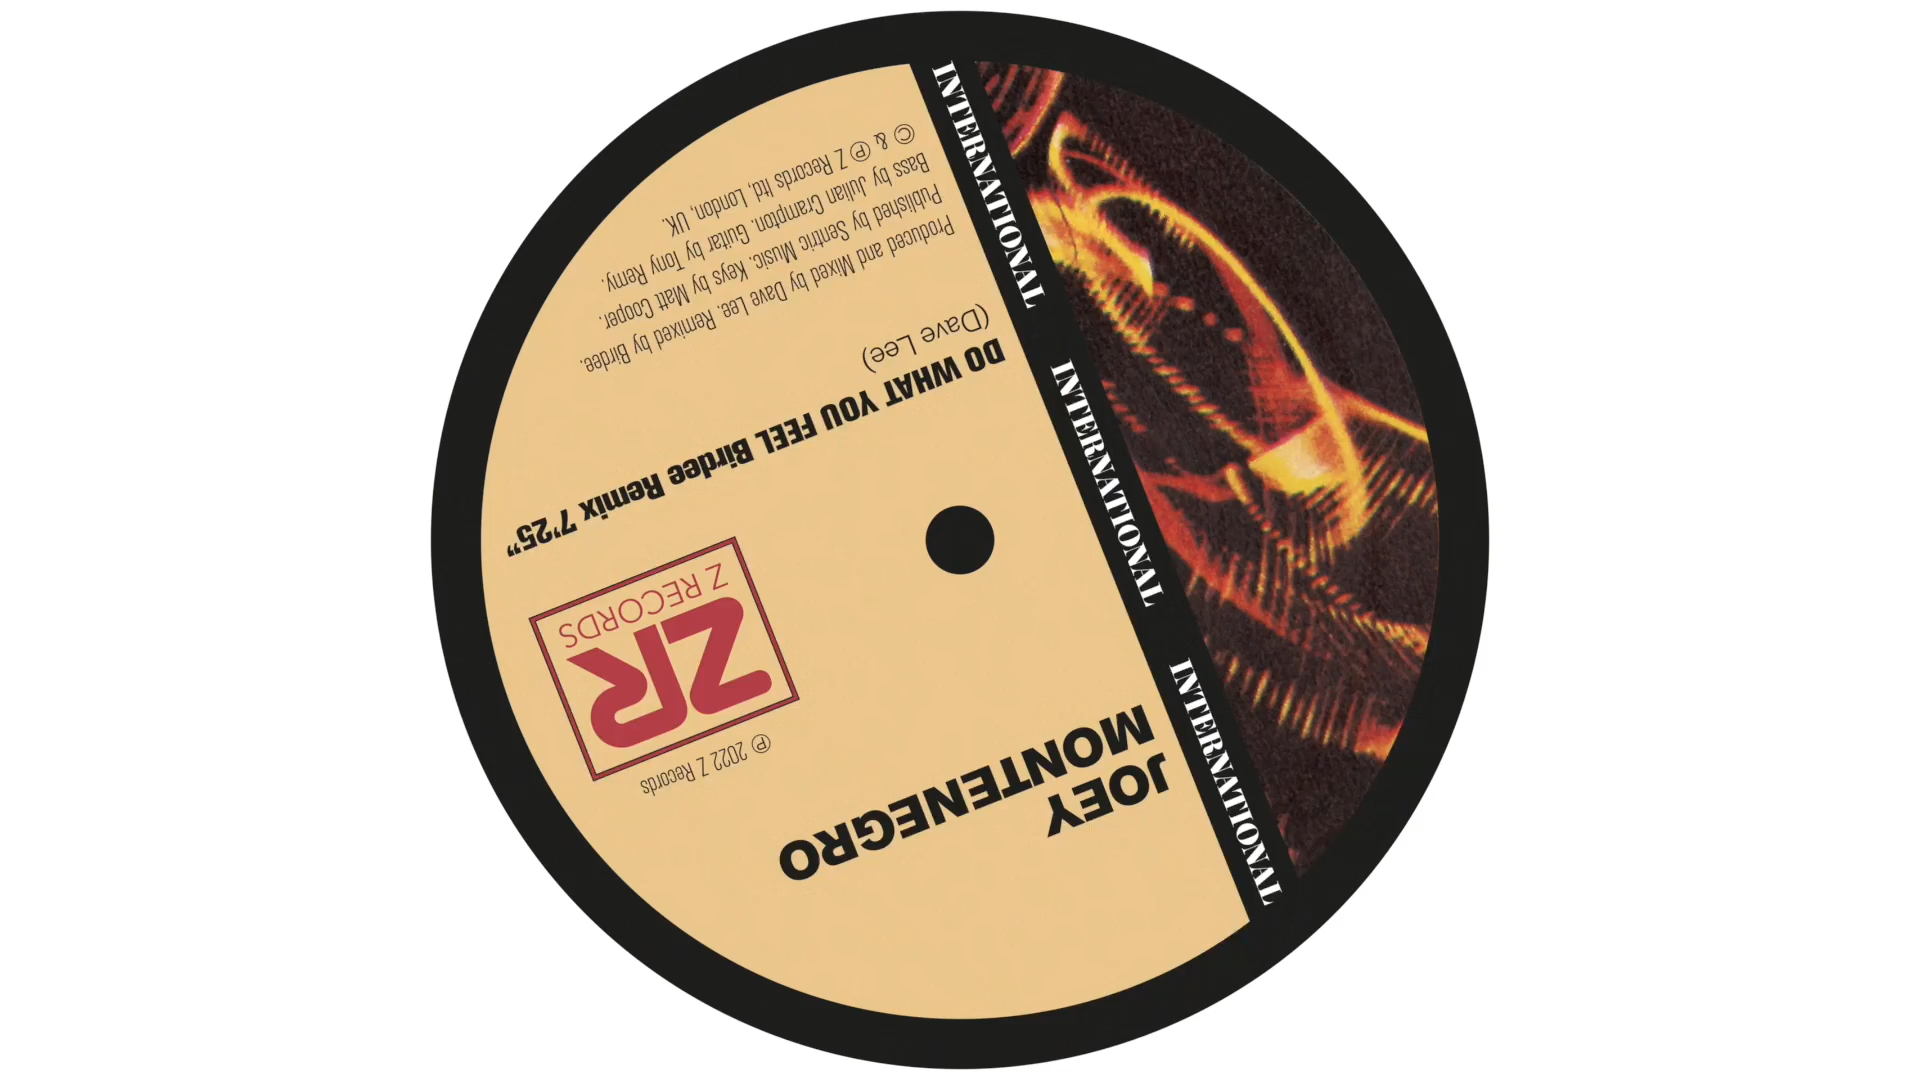 JOEY
MONTENEGRO
℗ 2022 Z Records
ZR
Z RECORDS
DO WHAT YOU FEEL Birdee Remix 7’25”
(Dave Lee)
Produced and Mixed by Dave Lee. Remixed by Birdee.
Published by Sentric Music. Keys by Matt Cooper.
Bass by Julian Crampton. Guitar by Tony Remy.
© & ℗ Z Records ltd, London, UK.
INTERNATIONAL
INTERNATIONAL
INTERNATIONAL